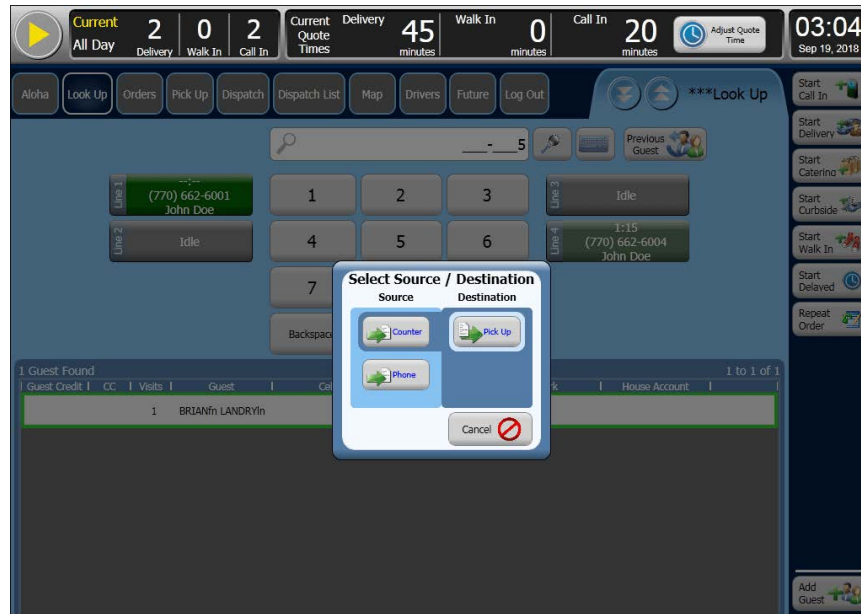 Current
All Day
2
Delivery
0
Walk In
2
Call In
Current Quote Times
Delivery
45
minutes
Walk In
0
minutes
Call In
20
minutes
Adjust Quote Time
03:04
Sep 19, 2018
Aloha
Look Up
Orders
Pick Up
Dispatch
Dispatch List
Map
Drivers
Future
Log Out
***Look Up
__-__5
Previous Guest
Line 1
--:--
(770) 662-6001
John Doe
Line 2
Idle
1 2 3
4 5 6
7
Backspac
Line 3
Idle
Line 4
1:15
(770) 662-6004
John Doe
Select Source / Destination
Source
Destination
Counter
Pick Up
Phone
Cancel
1 Guest Found
1 to 1 of 1
Guest Credit | CC | Visits | Guest | Cel
House Account
1 BRIANfn LANDRYln
Start Call In
Start Delivery
Start Catering
Start Curbside
Start Walk In
Start Delayed
Repeat Order
Add Guest